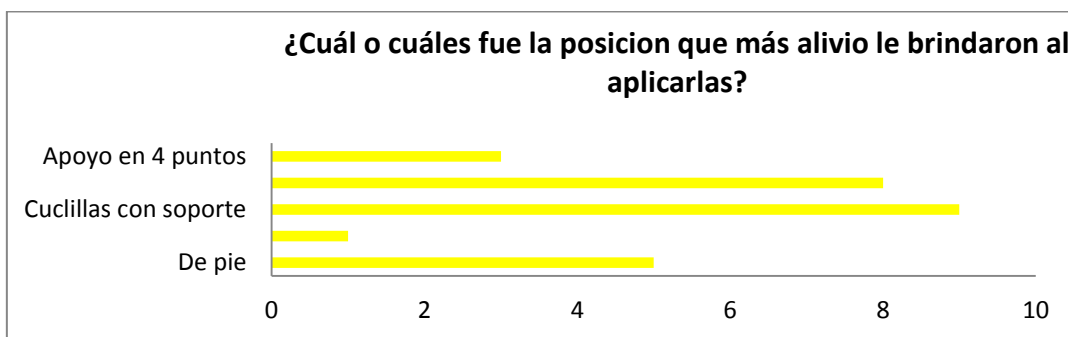 ¿Cuál o cuáles fue la posicion que más alivio le brindaron al
aplicarlas?
Apoyo en 4 puntos
Cuclillas con soporte
De pie
0 2 4 6 8 10